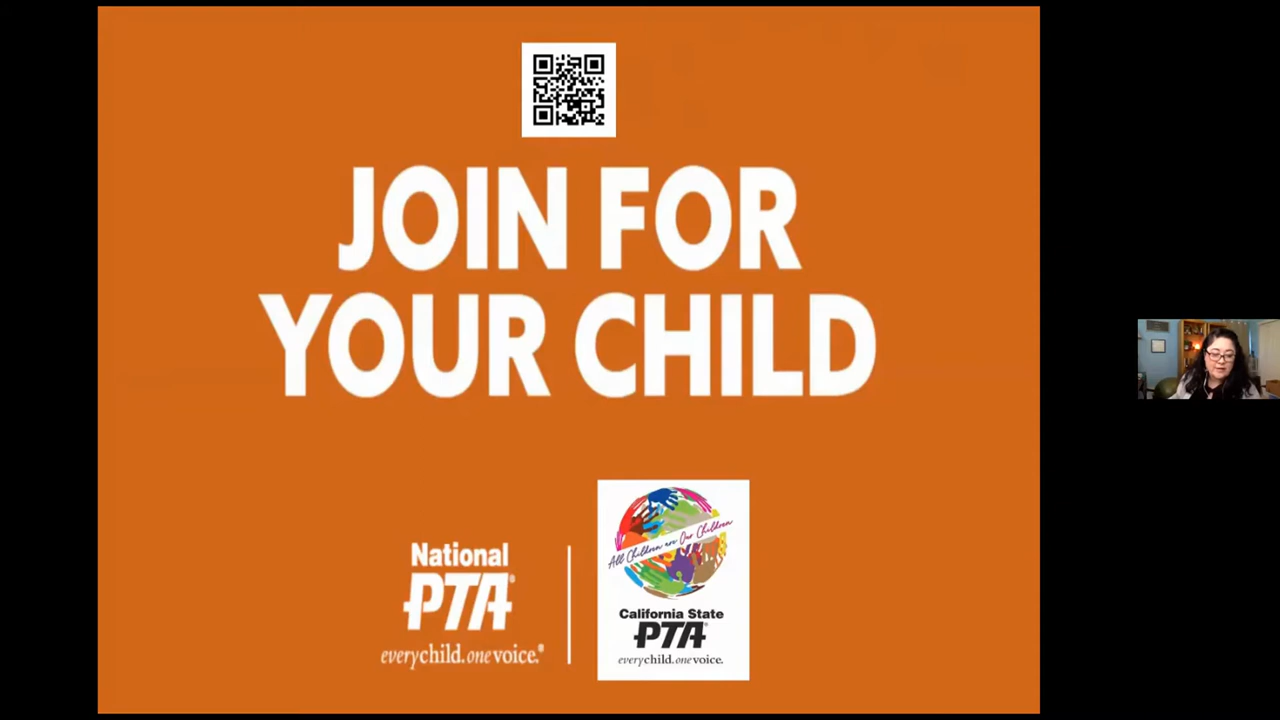 JOIN FOR
YOUR CHILD
National
PTA®
everychild.onevoice.®
All Children are Our Children
California State
PTA®
everychild.onevoice.